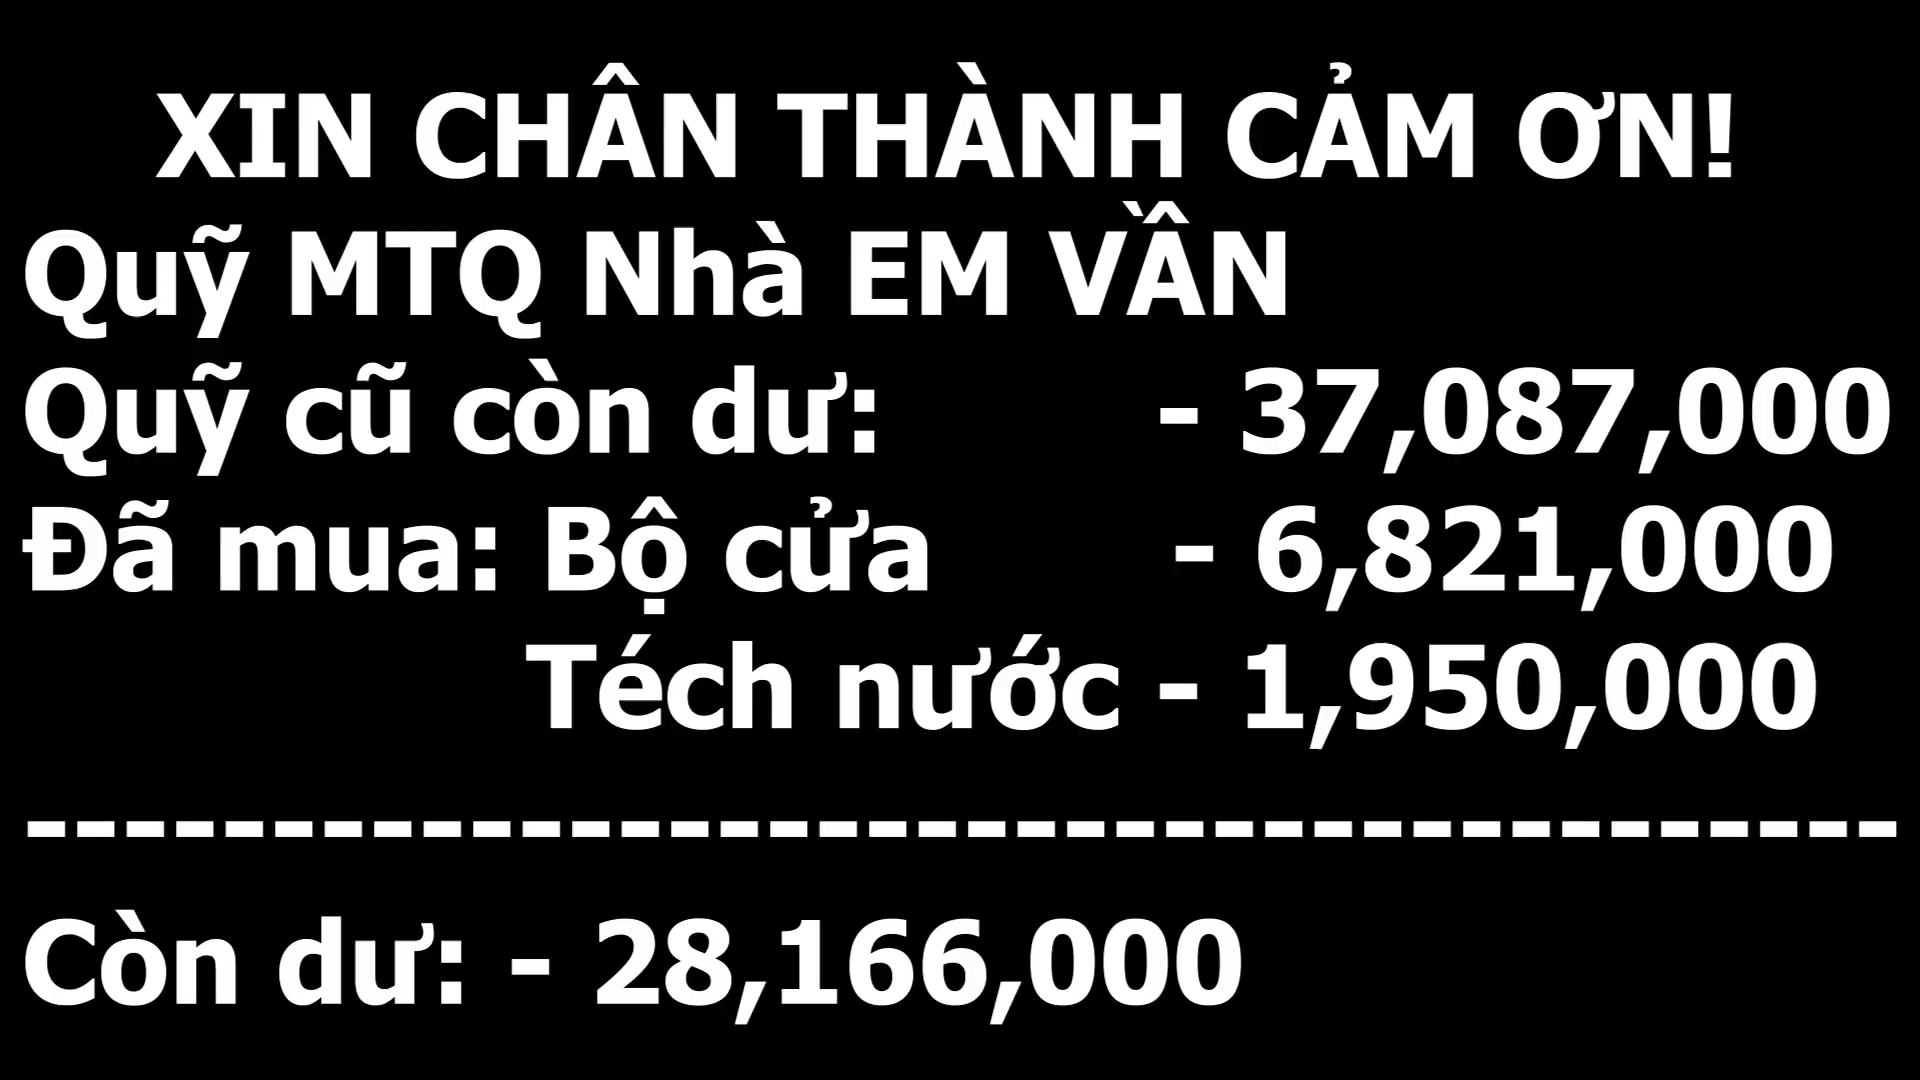 XIN CHÂN THÀNH CẢM ƠN!
Quỹ MTQ Nhà EM VẦN
Quỹ cũ còn dư: - 37,087,000
Đã mua: Bộ cửa - 6,821,000
Téch nước - 1,950,000
--------------------------------------
Còn dư: - 28,166,000